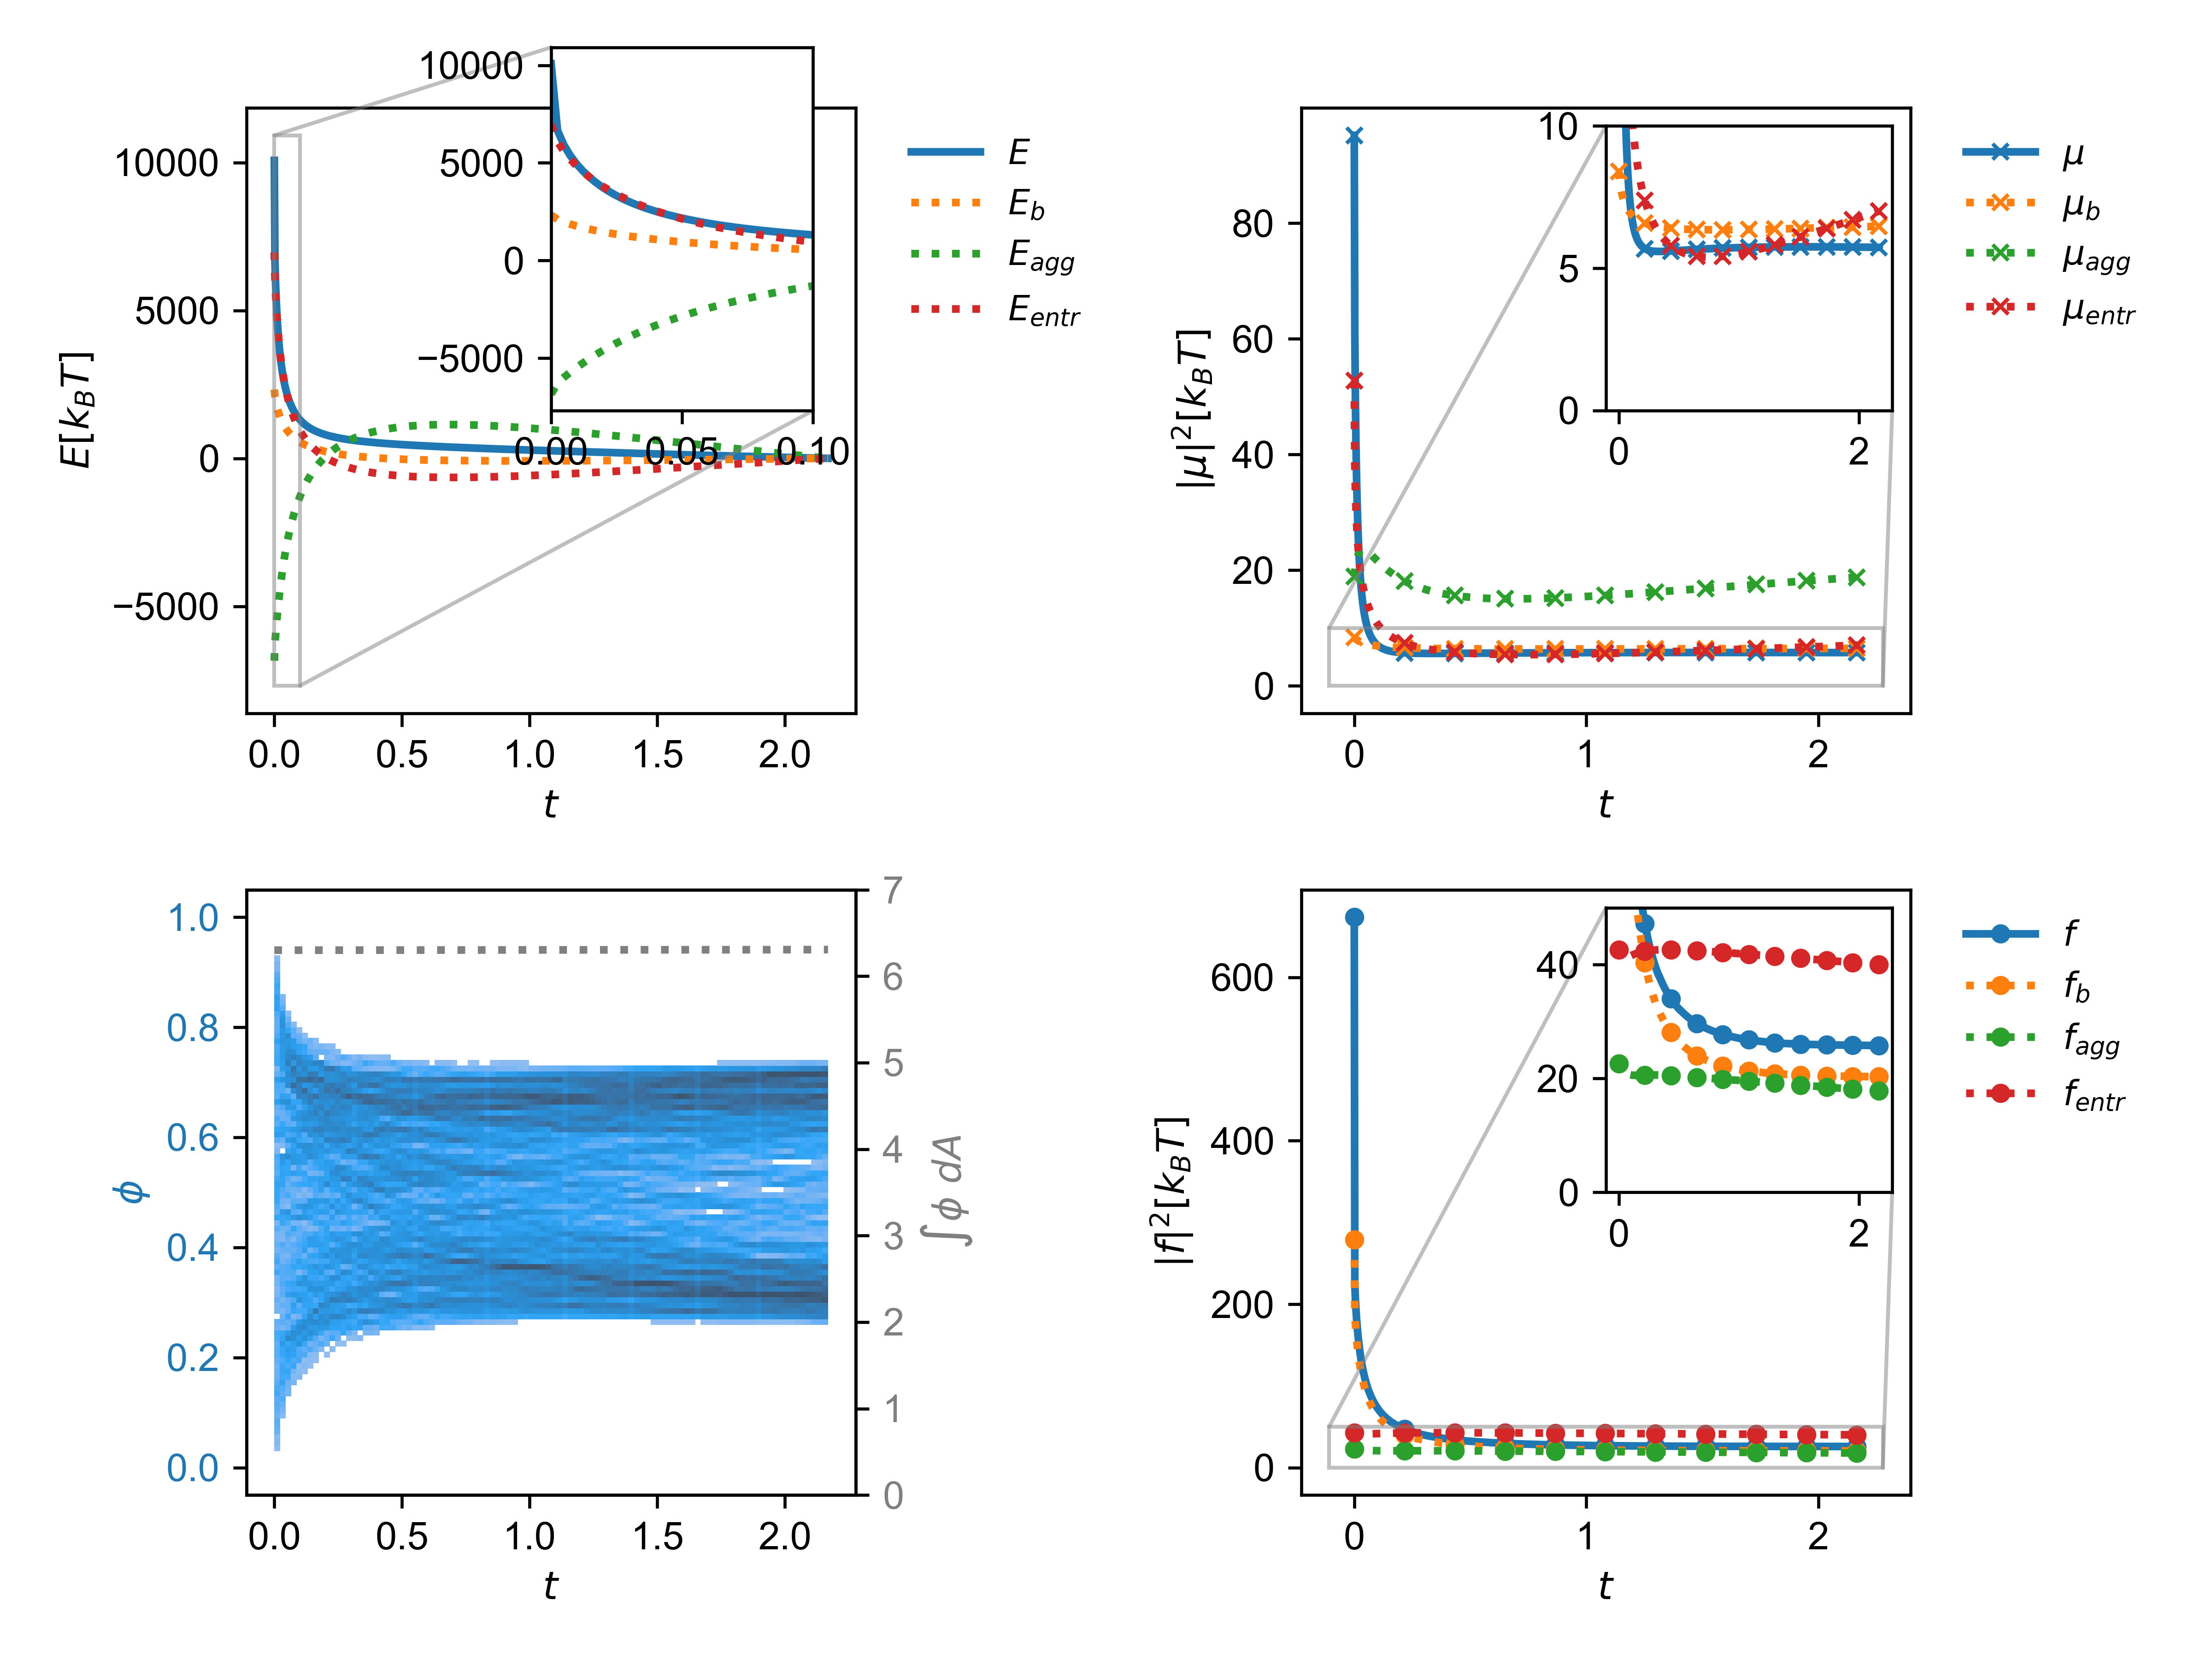 10000
5000
0
−5000
0.00 0.05 0.10
10000
5000
0
−5000
E[k_BT]
0.0 0.5 1.0 1.5 2.0
t
E
E_b
E_agg
E_entr
80
60
40
20
0
|μ|²[k_BT]
0 1 2
t
10
5
0
0 2
μ
μ_b
μ_agg
μ_entr
1.0
0.8
0.6
0.4
0.2
0.0
ϕ
0.0 0.5 1.0 1.5 2.0
t
7
6
5
4
3
2
1
0
∫ϕ dA
600
400
200
0
|f|²[k_BT]
0 1 2
t
40
20
0
0 2
f
f_b
f_agg
f_entr